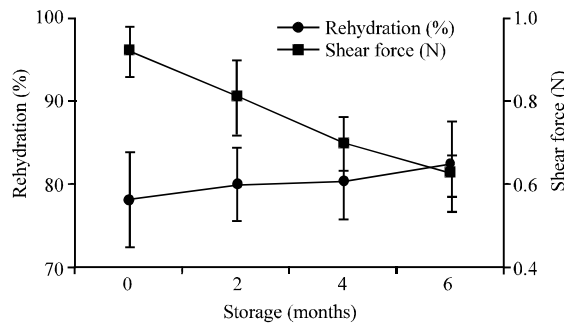 100
90
80
70
Rehydration (%)
Rehydration (%)
Shear force (N)
1.0
0.8
0.6
0.4
Shear force (N)
0
2
4
6
Storage (months)